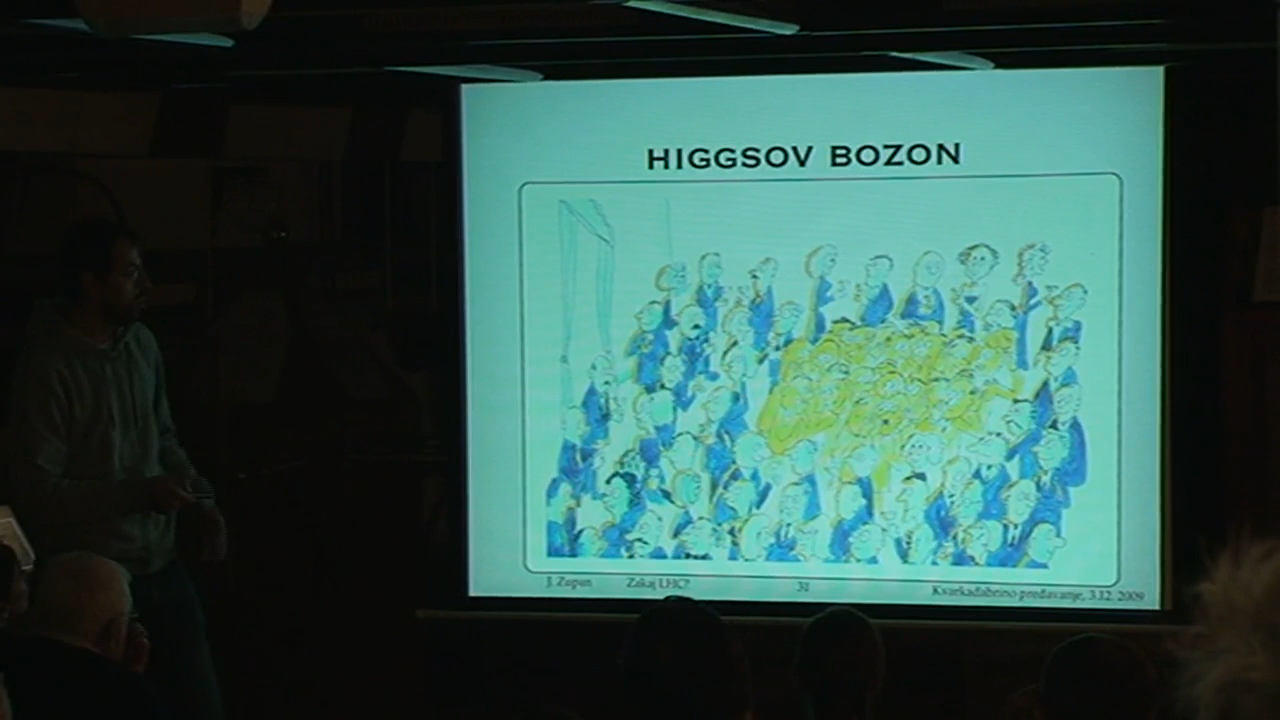 HIGGSOV BOZON
J. Zupan Zakaj LHC? 31 Kvarkadabrino predavanje, 3.12. 2009